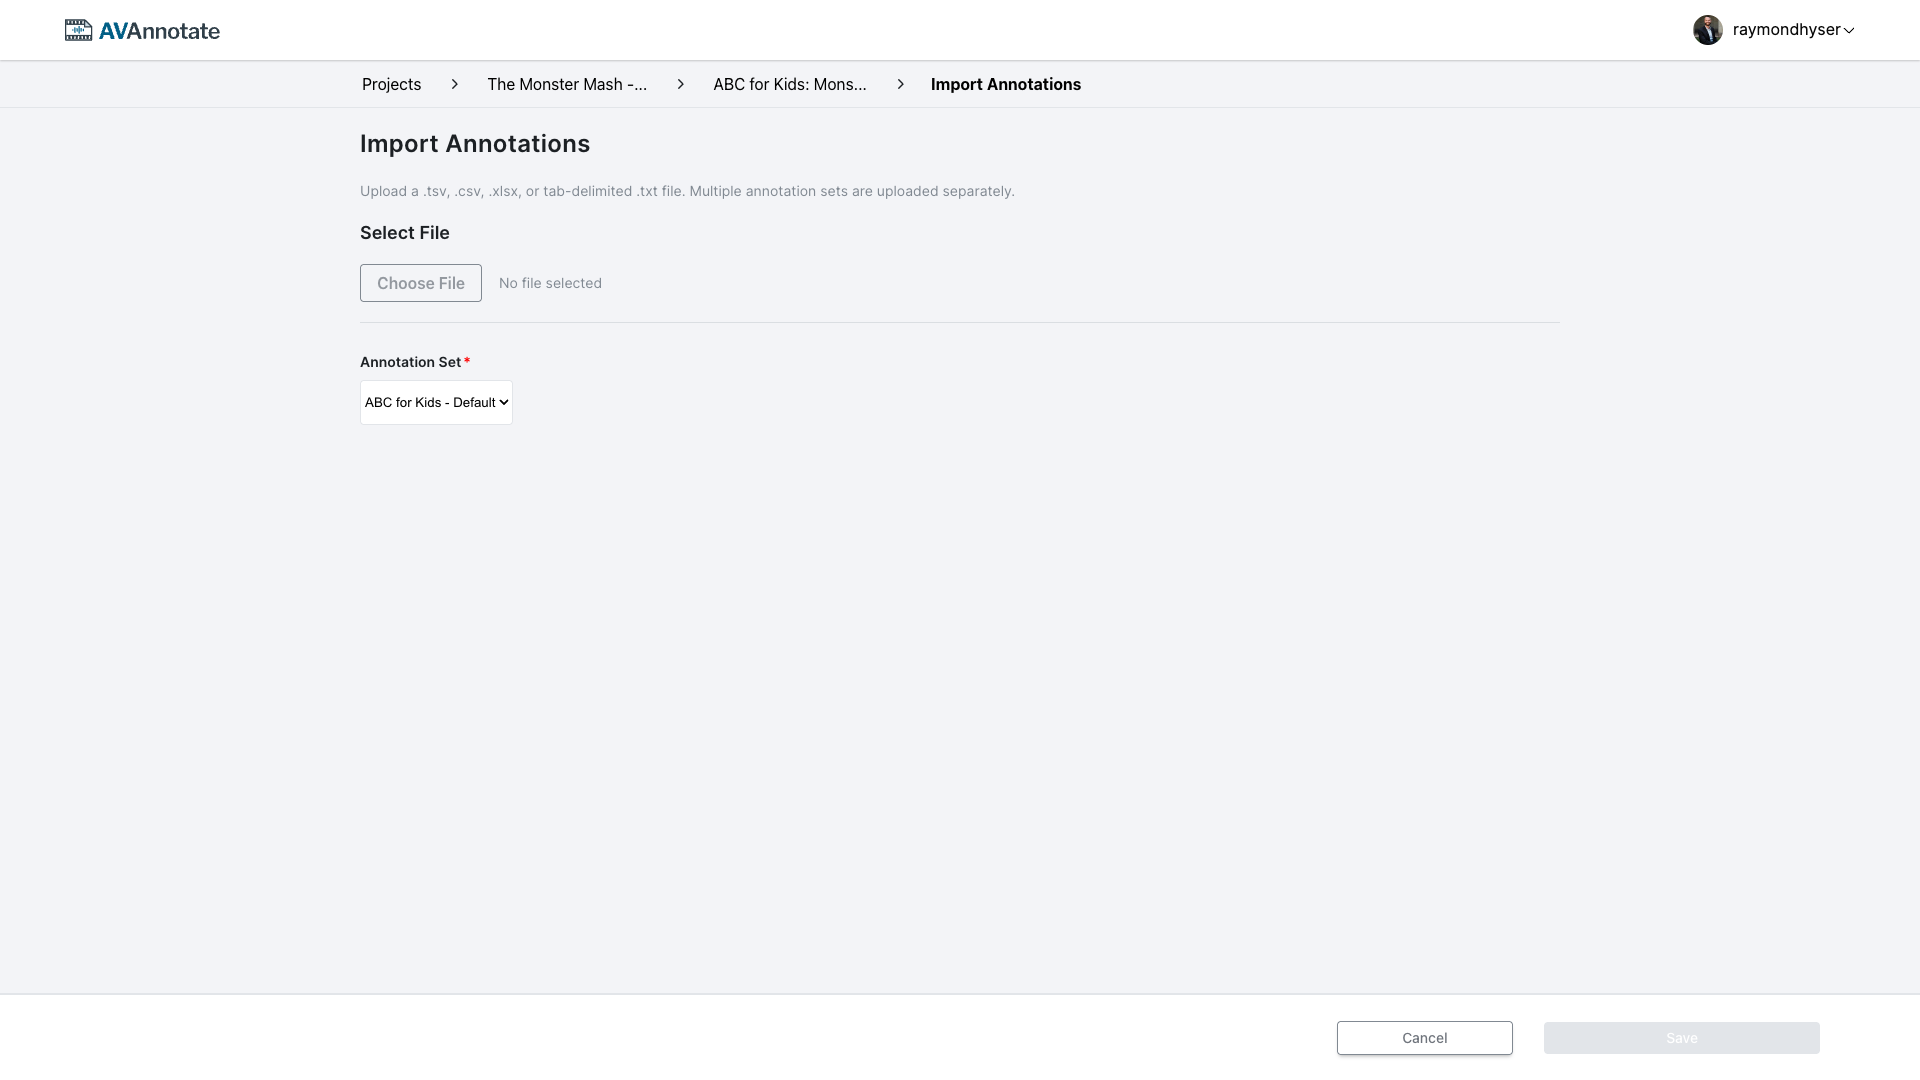 AVAnnotate
raymondhyser
Projects > The Monster Mash -... > ABC for Kids: Mons... > Import Annotations
Import Annotations
Upload a .tsv, .csv, .xlsx, or tab-delimited .txt file. Multiple annotation sets are uploaded separately.
Select File
Choose File No file selected
Annotation Set*
ABC for Kids - Default
Cancel Save